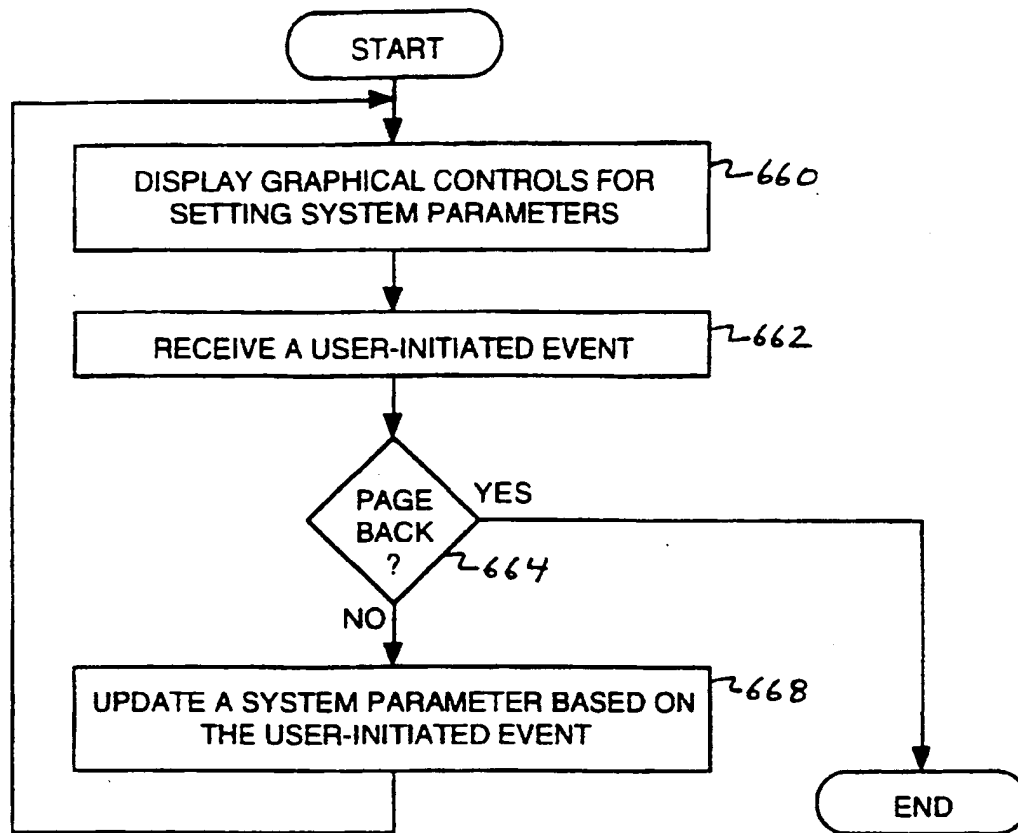 START
DISPLAY GRAPHICAL CONTROLS FOR
SETTING SYSTEM PARAMETERS
660
RECEIVE A USER-INITIATED EVENT
662
PAGE
BACK
?
YES
664
NO
UPDATE A SYSTEM PARAMETER BASED ON
THE USER-INITIATED EVENT
668
END